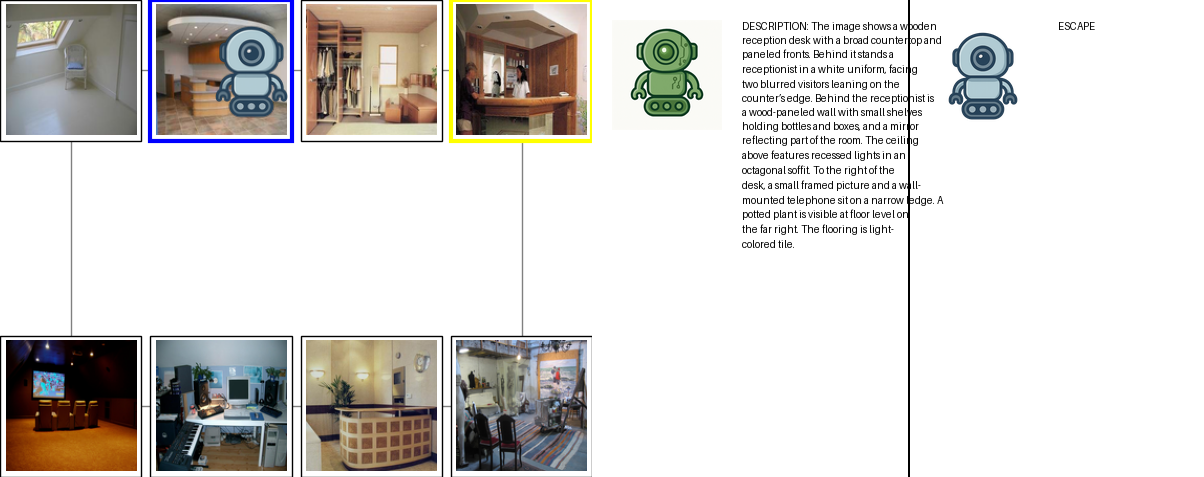 DESCRIPTION: The image shows a wooden
reception desk with a broad countertop and
paneled fronts. Behind it stands a
receptionist in a white uniform, facing
two blurred visitors leaning on the
counter's edge. Behind the receptionist is
a wood-paneled wall with small shelves
holding bottles and boxes, and a mirror
reflecting part of the room. The ceiling
above features recessed lights in an
octagonal soffit. To the right of the
desk, a small framed picture and a wall-
mounted telephone sit on a narrow ledge. A
potted plant is visible at floor level on
the far right. The flooring is light-
colored tile.
ESCAPE